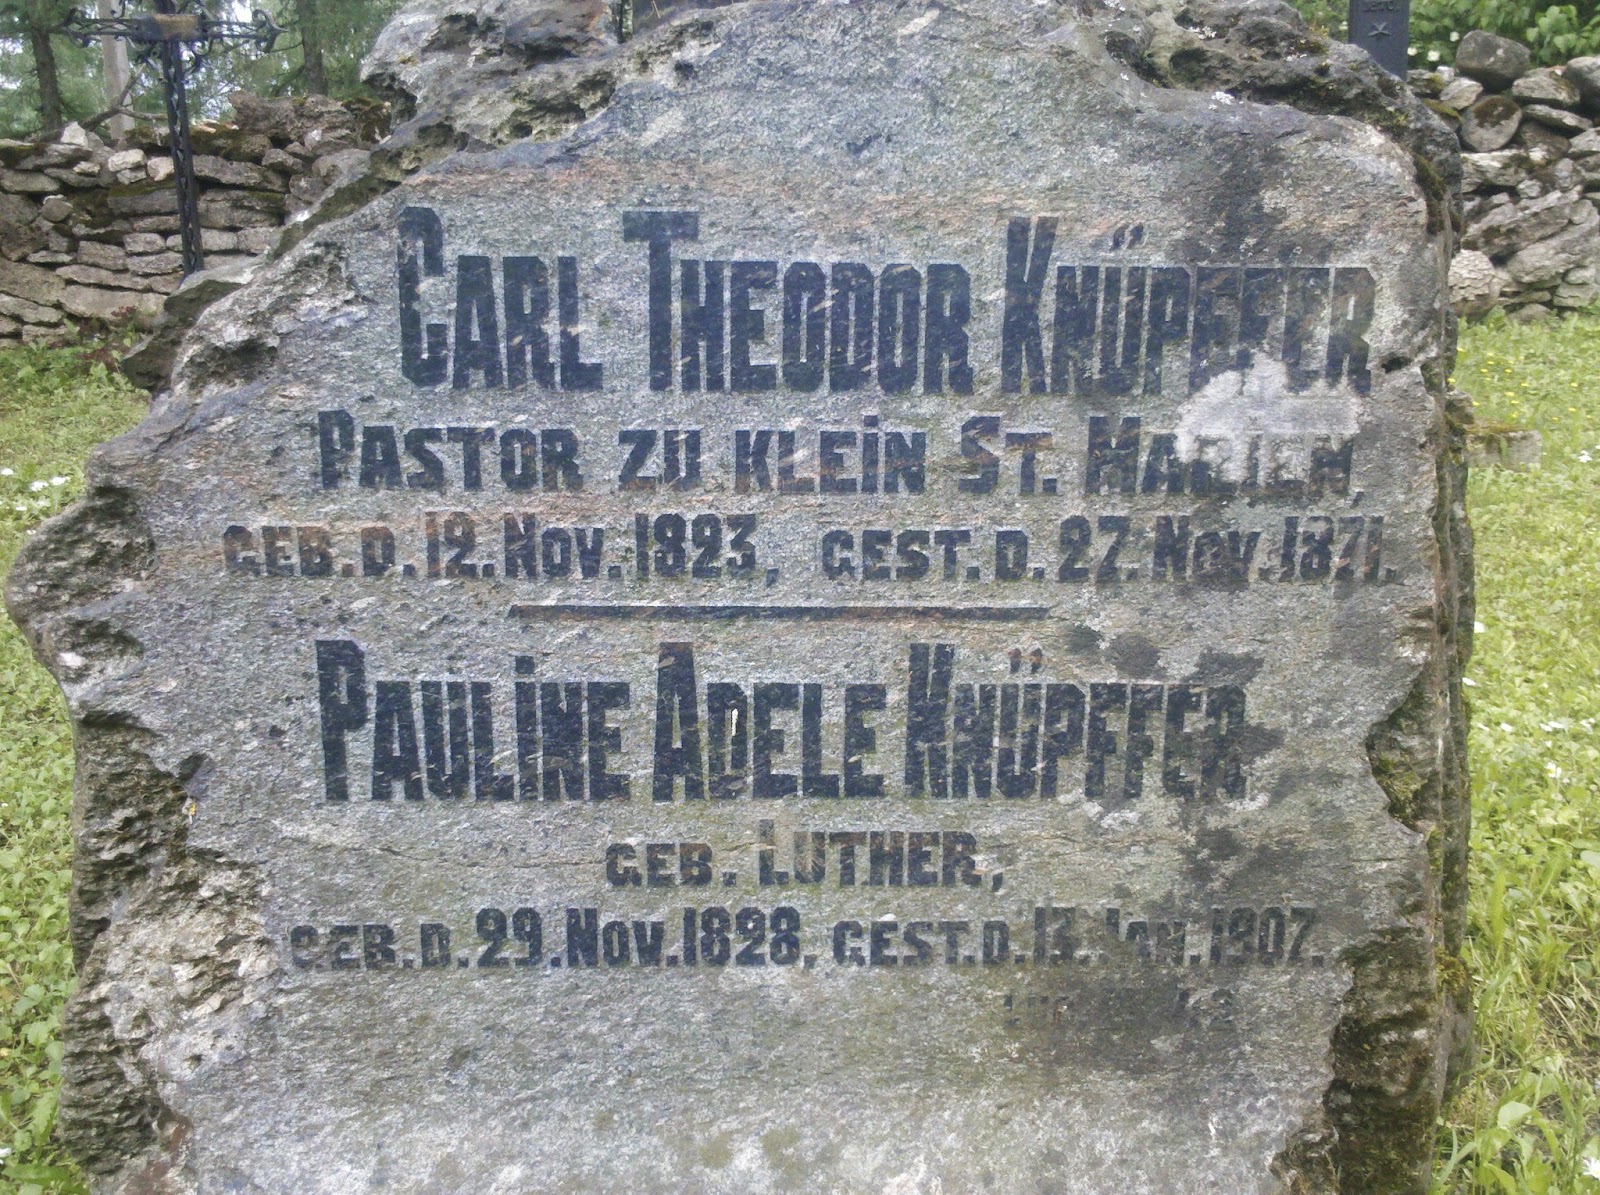 CARL THEODOR KNÜPFFER
PASTOR ZU KLEIN ST. MARIEN,
GEB. D. 12. NOV. 1823, GEST. D. 27. NOV. 1871.
PAULINE ADELE KNÜPFFER
GEB. LUTHER,
GEB. D. 29. NOV. 1828, GEST. D. 13. JAN. 1907.